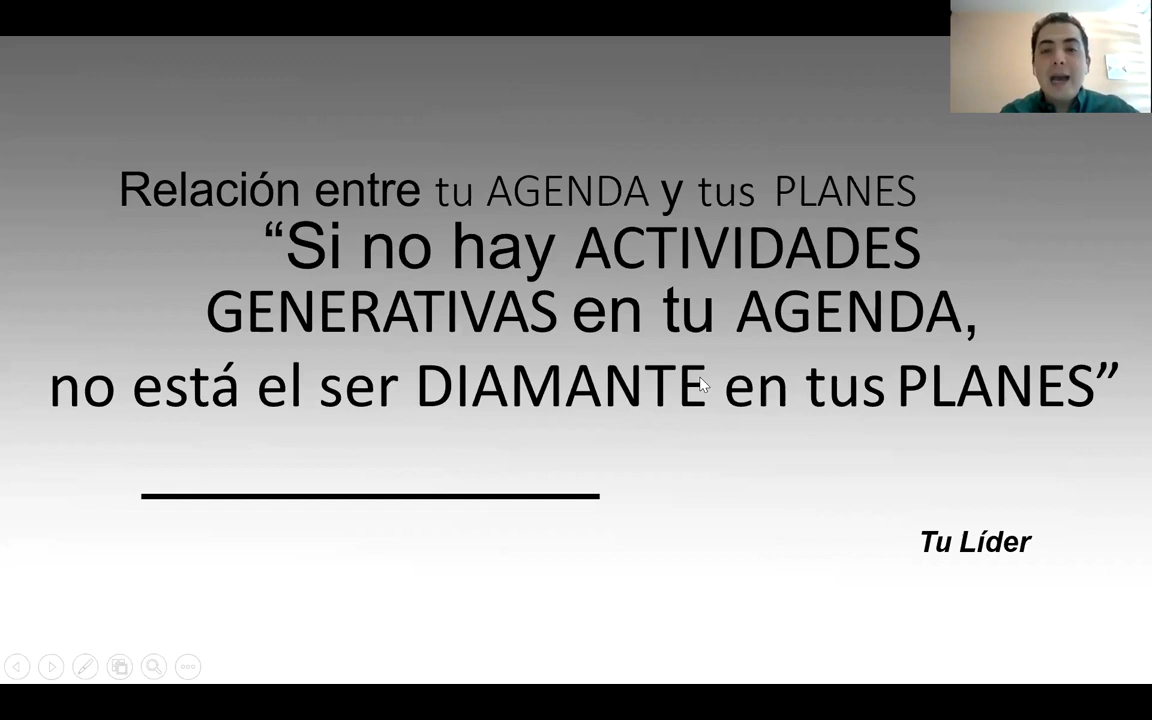 Relación entre tu AGENDA y tus PLANES
“Si no hay ACTIVIDADES
GENERATIVAS en tu AGENDA,
no está el ser DIAMANTE en tus PLANES”
Tu Líder